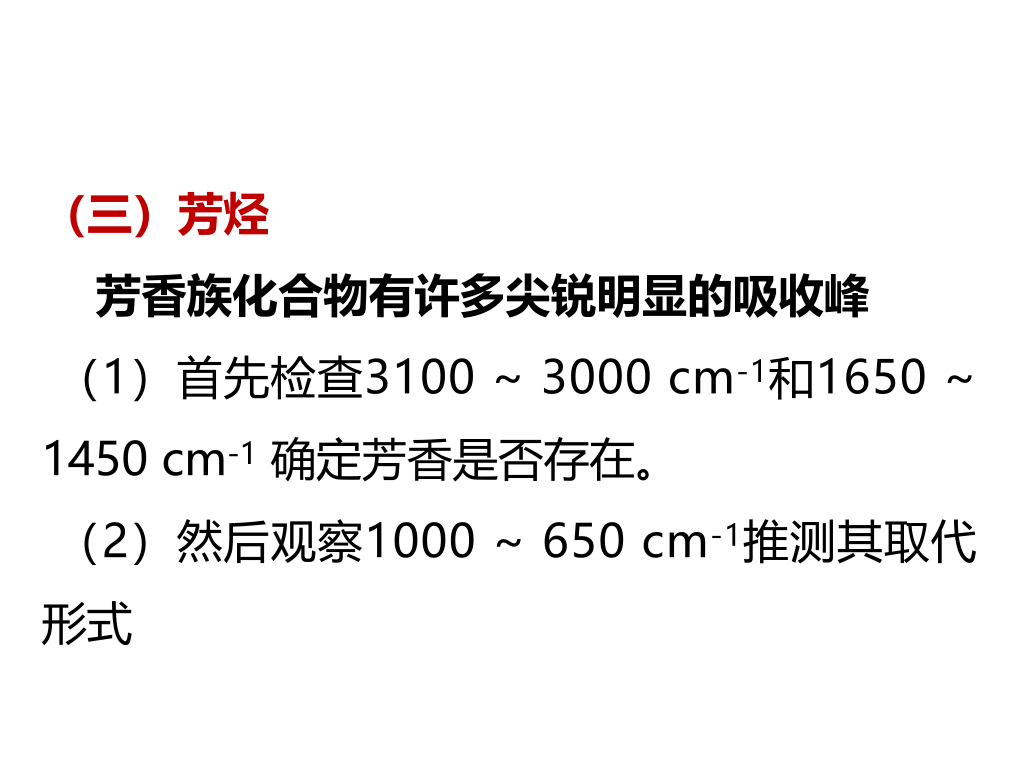 （三）芳烃
芳香族化合物有许多尖锐明显的吸收峰
（1）首先检查3100 ~ 3000 cm-1和1650 ~
1450 cm-1 确定芳香是否存在。
（2）然后观察1000 ~ 650 cm-1推测其取代
形式